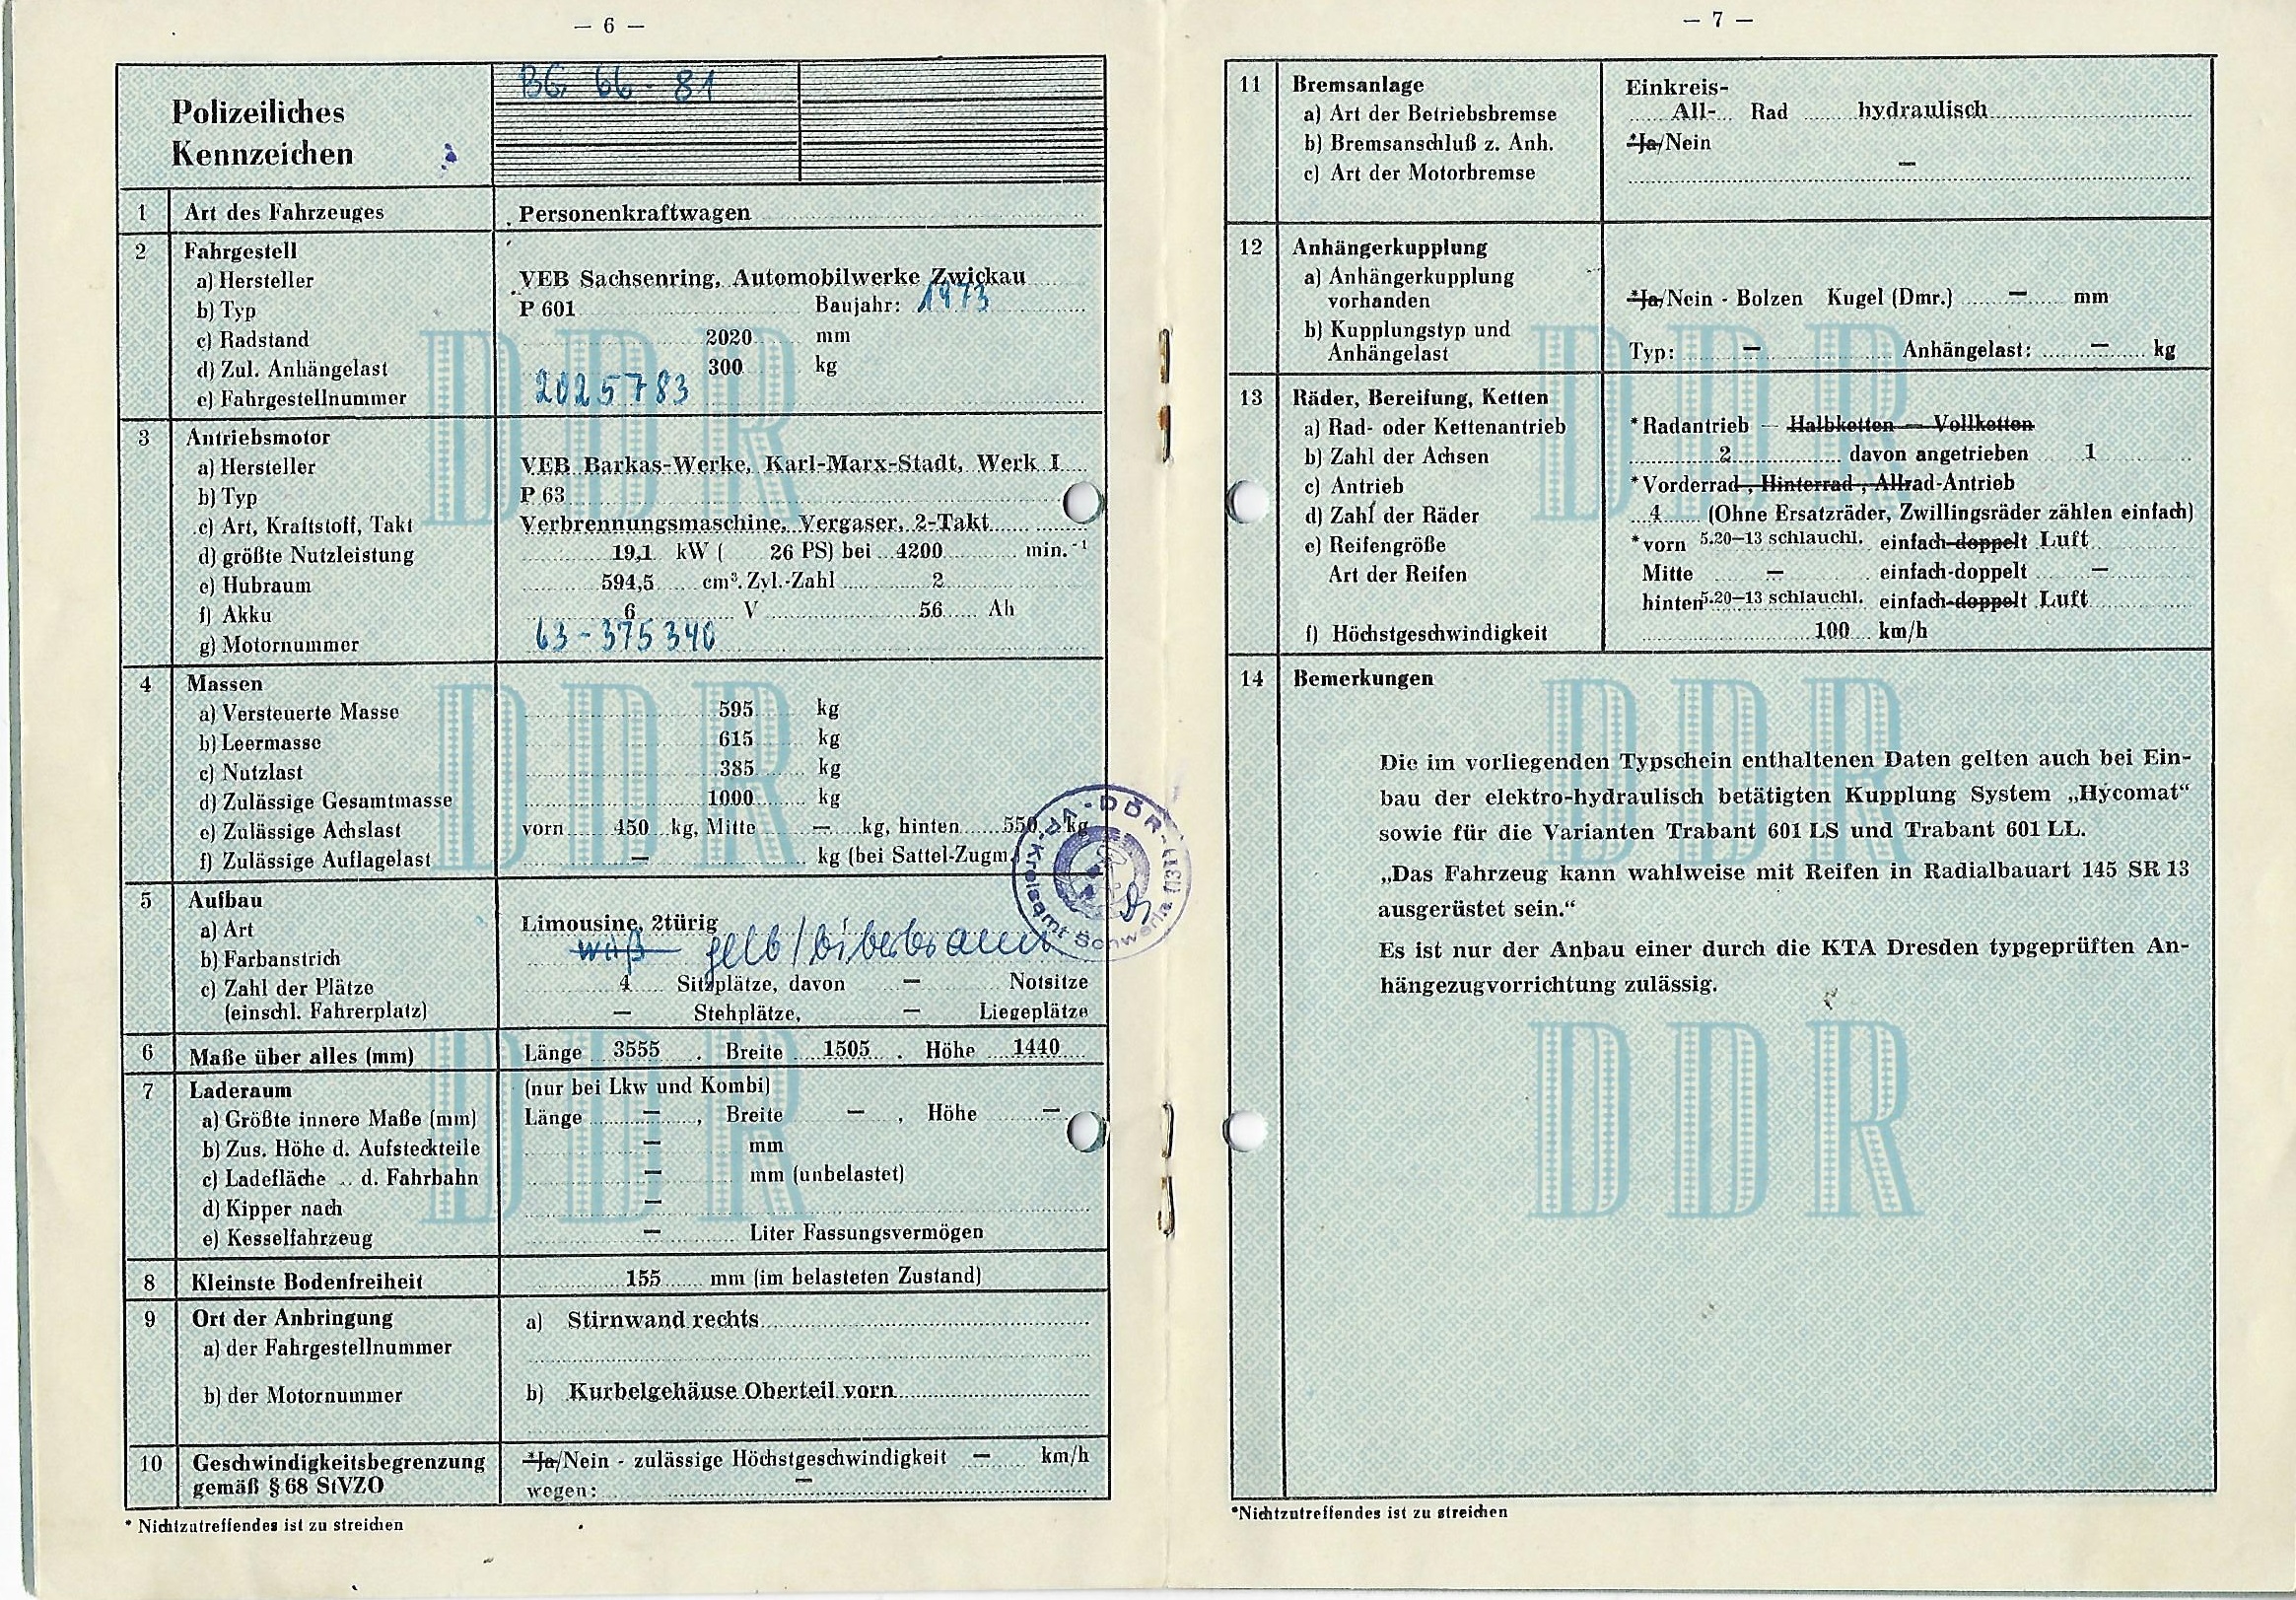 — 6 —
Polizeiliches
Kennzeichen
BG 66-81
1 Art des Fahrzeuges Personenkraftwagen
2 Fahrgestell
a) Hersteller VEB Sachsenring, Automobilwerke Zwickau
b) Typ P 601 Baujahr: 1973
c) Radstand 2020 mm
d) Zul. Anhängelast 300 kg
e) Fahrgestellnummer 2025783
3 Antriebsmotor
a) Hersteller VEB Barkas-Werke, Karl-Marx-Stadt, Werk I
b) Typ P 63
c) Art, Kraftstoff, Takt Verbrennungsmaschine, Vergaser, 2-Takt
d) größte Nutzleistung 19,1 kW ( 26 PS) bei 4200 min.⁻¹
e) Hubraum 594,5 cm³. Zyl.-Zahl 2
f) Akku 6 V 56 Ah
g) Motornummer 63-375340
4 Massen
a) Versteuerte Masse 595 kg
b) Leermasse 615 kg
c) Nutzlast 385 kg
d) Zulässige Gesamtmasse 1000 kg
e) Zulässige Achslast vorn 450 kg, Mitte — kg, hinten 550 kg
f) Zulässige Auflagelast — kg (bei Sattel-Zugm.
5 Aufbau
a) Art Limousine, 2türig
b) Farbanstrich weiß gelb/biberbraun
c) Zahl der Plätze 4 Sitzplätze, davon — Notsitze
(einschl. Fahrerplatz) — Stehplätze, — Liegeplätze
6 Maße über alles (mm) Länge 3555 . Breite 1505 . Höhe 1440
7 Laderaum (nur bei Lkw und Kombi)
a) Größte innere Maße (mm) Länge — , Breite — , Höhe —
b) Zus. Höhe d. Aufsteckteile — mm
c) Ladefläche .. d. Fahrbahn — mm (unbelastet)
d) Kipper nach —
e) Kesselfahrzeug — Liter Fassungsvermögen
8 Kleinste Bodenfreiheit 155 mm (im belasteten Zustand)
9 Ort der Anbringung a) Stirnwand rechts
a) der Fahrgestellnummer
b) der Motornummer b) Kurbelgehäuse Oberteil vorn
10 Geschwindigkeitsbegrenzung *Ja/Nein - zulässige Höchstgeschwindigkeit — km/h
gemäß § 68 StVZO wegen: —
* Nichtzutreffendes ist zu streichen
-DDR-(131)
Kreisamt Schwerin
— 7 —
11 Bremsanlage Einkreis-
a) Art der Betriebsbremse All- Rad hydraulisch
b) Bremsanschluß z. Anh. *Ja/Nein
c) Art der Motorbremse —
12 Anhängerkupplung
a) Anhängerkupplung
vorhanden *Ja/Nein - Bolzen Kugel (Dmr.) — mm
b) Kupplungstyp und
Anhängelast Typ: — Anhängelast: — kg
13 Räder, Bereifung, Ketten
a) Rad- oder Kettenantrieb *Radantrieb — Halbketten — Vollketten
b) Zahl der Achsen 2 davon angetrieben 1
c) Antrieb *Vorderrad, Hinterrad, Allrad-Antrieb
d) Zahl der Räder 4 (Ohne Ersatzräder, Zwillingsräder zählen einfach)
e) Reifengröße *vorn 5.20—13 schlauchl. einfach-doppelt Luft
Art der Reifen Mitte — einfach-doppelt —
hinten 5.20—13 schlauchl. einfach-doppelt Luft
f) Höchstgeschwindigkeit 100 km/h
14 Bemerkungen
Die im vorliegenden Typschein enthaltenen Daten gelten auch bei Ein-
bau der elektro-hydraulisch betätigten Kupplung System „Hycomat“
sowie für die Varianten Trabant 601 LS und Trabant 601 LL.
„Das Fahrzeug kann wahlweise mit Reifen in Radialbauart 145 SR 13
ausgerüstet sein.“
Es ist nur der Anbau einer durch die KTA Dresden typgeprüften An-
hängezugvorrichtung zulässig.
*Nichtzutreffendes ist zu streichen
DDR
DDR
DDR
DDR
DDR
DDR